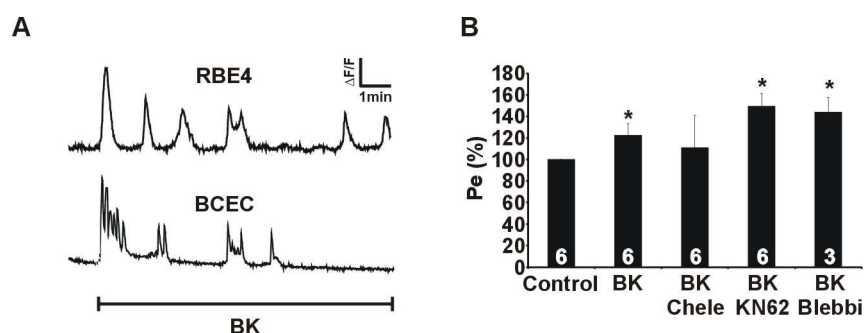 A
RBE4
ΔF/F
1min
BCEC
BK
B
Pe (%)
180
160
140
120
100
80
60
40
20
0
* * *
6 6 6 6 3
Control BK BK BK BK
Chele KN62 Blebbi